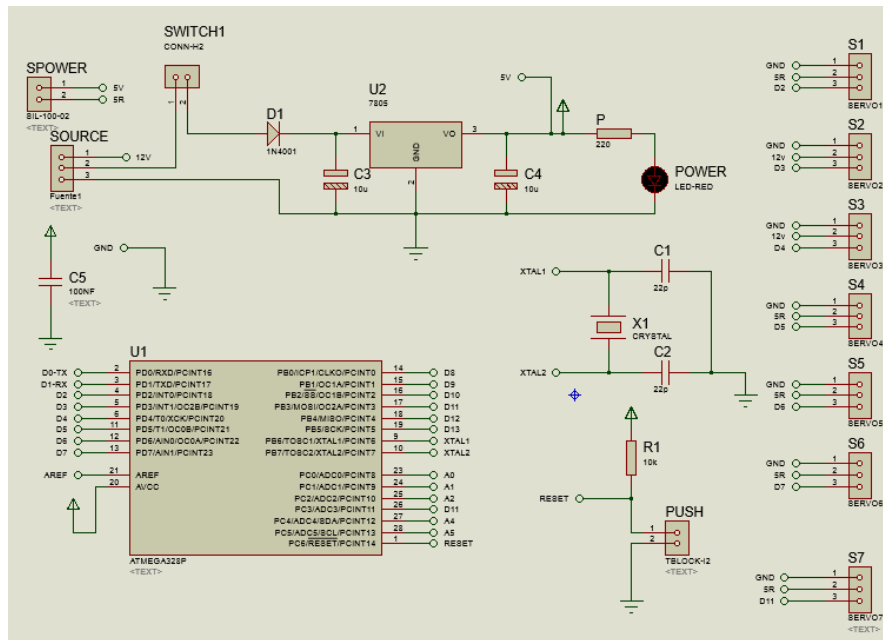 SWITCH1
CONN-H2
SPOWER
1 5V
2 5R
SIL-100-02
<TEXT>
SOURCE
1 12V
2
3
Fuente1
<TEXT>
1 2
D1
1N4001
U2
7805
1 VI VO 3
GND
2
C3
10u
C4
10u
5V
P
220
POWER
LED-RED
GND
C5
100NF
<TEXT>
XTAL1
XTAL2
C1
22p
X1
CRYSTAL
C2
22p
R1
10k
RESET
PUSH
1
2
TBLOCK-I2
<TEXT>
U1
D0-TX 2 PD0/RXD/PCINT16
D1-RX 3 PD1/TXD/PCINT17
D2 4 PD2/INT0/PCINT18
D3 5 PD3/INT1/OC2B/PCINT19
D4 6 PD4/T0/XCK/PCINT20
D5 11 PD5/T1/OC0B/PCINT21
D6 12 PD6/AIN0/OC0A/PCINT22
D7 13 PD7/AIN1/PCINT23
AREF 21 AREF
20 AVCC
PB0/ICP1/CLKO/PCINT0 14 D8
PB1/OC1A/PCINT1 15 D9
PB2/SS/OC1B/PCINT2 16 D10
PB3/MOSI/OC2A/PCINT3 17 D11
PB4/MISO/PCINT4 18 D12
PB5/SCK/PCINT5 19 D13
PB6/TOSC1/XTAL1/PCINT6 9 XTAL1
PB7/TOSC2/XTAL2/PCINT7 10 XTAL2
PC0/ADC0/PCINT8 23 A0
PC1/ADC1/PCINT9 24 A1
PC2/ADC2/PCINT10 25 A2
PC3/ADC3/PCINT11 26 D11
PC4/ADC4/SDA/PCINT12 27 A4
PC5/ADC5/SCL/PCINT13 28 A5
PC6/RESET/PCINT14 1 RESET
ATMEGA328P
<TEXT>
S1
GND 1
5R 2
D2 3
SERVO1
S2
GND 1
12v 2
D3 3
SERVO2
S3
GND 1
12v 2
D4 3
SERVO3
S4
GND 1
5R 2
D5 3
SERVO4
S5
GND 1
5R 2
D6 3
SERVO5
S6
GND 1
5R 2
D7 3
SERVO6
S7
GND 1
5R 2
D11 3
SERVO7
<TEXT>